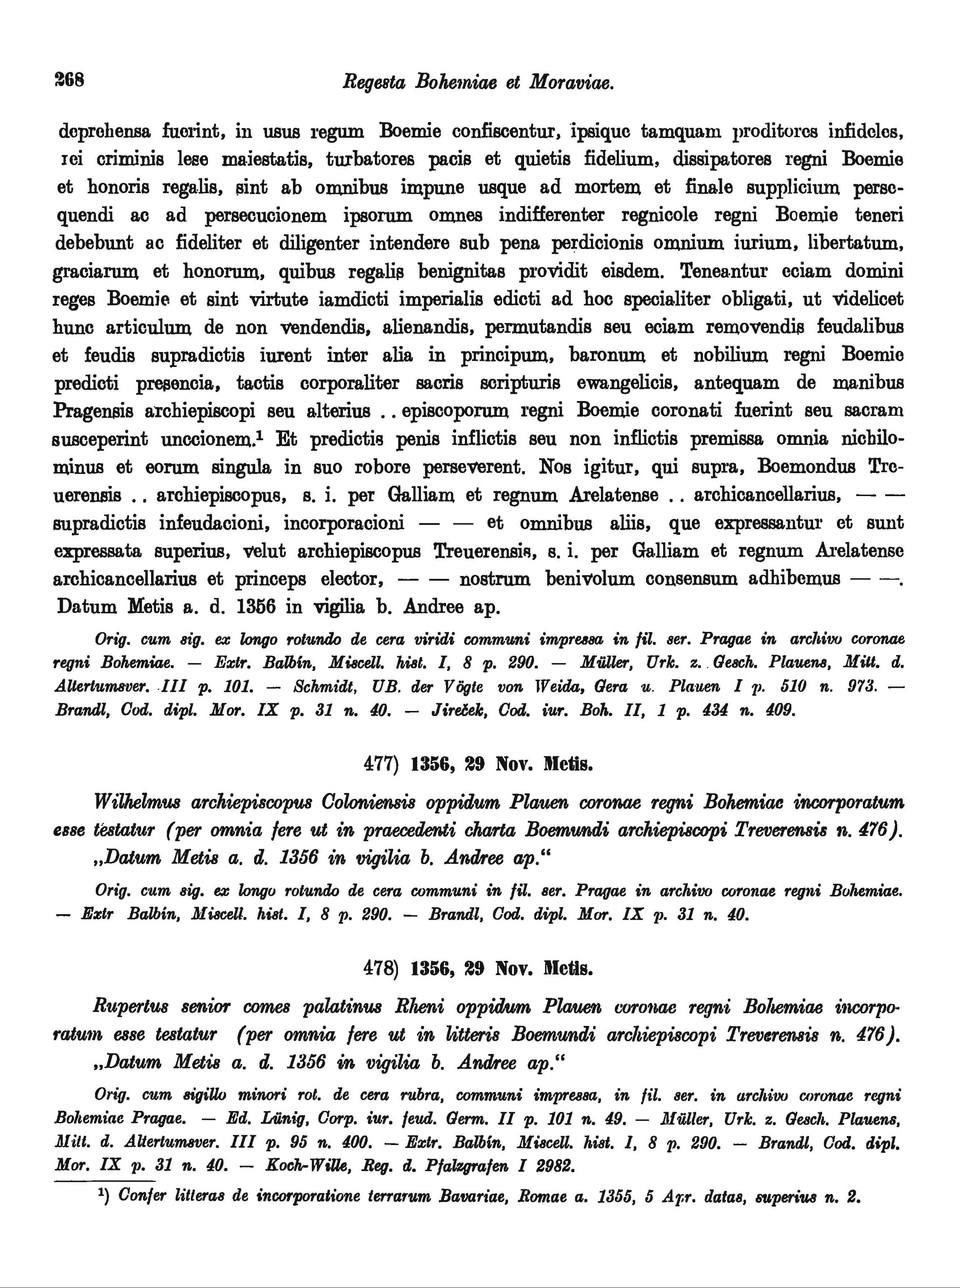 268
Regesta Bohemiae et Moraviae.
deprehensa fuerint, in usus regum Boemie confiscentur, ipsique tamquam proditores infideles,
rei criminis lese maiestatis, turbatores pacis et quietis fidelium, dissipatores regni Boemie
et honoris regalis, sint ab omnibus impune usque ad mortem et finale supplicium perse-
quendi ac ad persecucionem ipsorum omnes indifferenter regnicole regni Boemie teneri
debebunt ac fideliter et diligenter intendere sub pena perdicionis omnium iurium, libertatum,
graciarum et honorum, quibus regalis benignitas providit eisdem. Teneantur eciam domini
reges Boemie et sint virtute iamdicti imperialis edicti ad hoc specialiter obligati, ut videlicet
hunc articulum de non vendendis, alienandis, permutandis seu eciam removendis feudalibus
et feudis supradictis iurent inter alia in principum, baronum et nobilium regni Boemie
predicti presencia, tactis corporaliter sacris scripturis ewangelicis, antequam de manibus
Pragensis archiepiscopi seu alterius . . episcoporum regni Boemie coronati fuerint seu sacram
susceperint unccionem.¹ Et predictis penis inflictis seu non inflictis premissa omnia nichilo-
minus et eorum singula in suo robore perseverent. Nos igitur, qui supra, Boemondus Tre-
uerensis . . archiepiscopus, s. i. per Galliam et regnum Arelatense . . archicancellarius, — —
supradictis infeudacioni, incorporacioni — — et omnibus aliis, que expressantur et sunt
expressata superius, velut archiepiscopus Treuerensis, s. i. per Galliam et regnum Arelatense
archicancellarius et princeps elector, — — nostrum benivolum consensum adhibemus — —.
Datum Metis a. d. 1356 in vigilia b. Andree ap.
Orig. cum sig. ex longo rotundo de cera viridi communi impressa in fil. ser. Pragae in archivo coronae
regni Bohemiae. — Extr. Balbín, Miscell. hist. I, 8 p. 290. — Müller, Urk. z. Gesch. Plauens, Mitt. d.
Altertumsver. III p. 101. — Schmidt, UB. der Vögte von Weida, Gera u. Plauen I p. 510 n. 973. —
Brandl, Cod. dipl. Mor. IX p. 31 n. 40. — Jireček, Cod. iur. Boh. II, 1 p. 434 n. 409.
477) 1356, 29 Nov. Metis.
Wilhelmus archiepiscopus Coloniensis oppidum Plauen coronae regni Bohemiae incorporatum
esse testatur (per omnia fere ut in praecedenti charta Boemundi archiepiscopi Treverensis n. 476).
„Datum Metis a. d. 1356 in vigilia b. Andree ap.“
Orig. cum sig. ex longo rotundo de cera communi in fil. ser. Pragae in archivo coronae regni Bohemiae.
— Extr Balbín, Miscell. hist. I, 8 p. 290. — Brandl, Cod. dipl. Mor. IX p. 31 n. 40.
478) 1356, 29 Nov. Metis.
Rupertus senior comes palatinus Rheni oppidum Plauen coronae regni Bohemiae incorpo-
ratum esse testatur (per omnia fere ut in litteris Boemundi archiepiscopi Treverensis n. 476).
„Datum Metis a. d. 1356 in vigilia b. Andree ap.“
Orig. cum sigillo minori rot. de cera rubra, communi impressa, in fil. ser. in archivo coronae regni
Bohemiae Pragae. — Ed. Lünig, Corp. iur. feud. Germ. II p. 101 n. 49. — Müller, Urk. z. Gesch. Plauens,
Mitt. d. Altertumsver. III p. 95 n. 400. — Extr. Balbín, Miscell. hist. I, 8 p. 290. — Brandl, Cod. dipl.
Mor. IX p. 31 n. 40. — Koch-Wille, Reg. d. Pfalzgrafen I 2982.
¹) Confer litteras de incorporatione terrarum Bavariae, Romae a. 1355, 5 Apr. datas, superius n. 2.